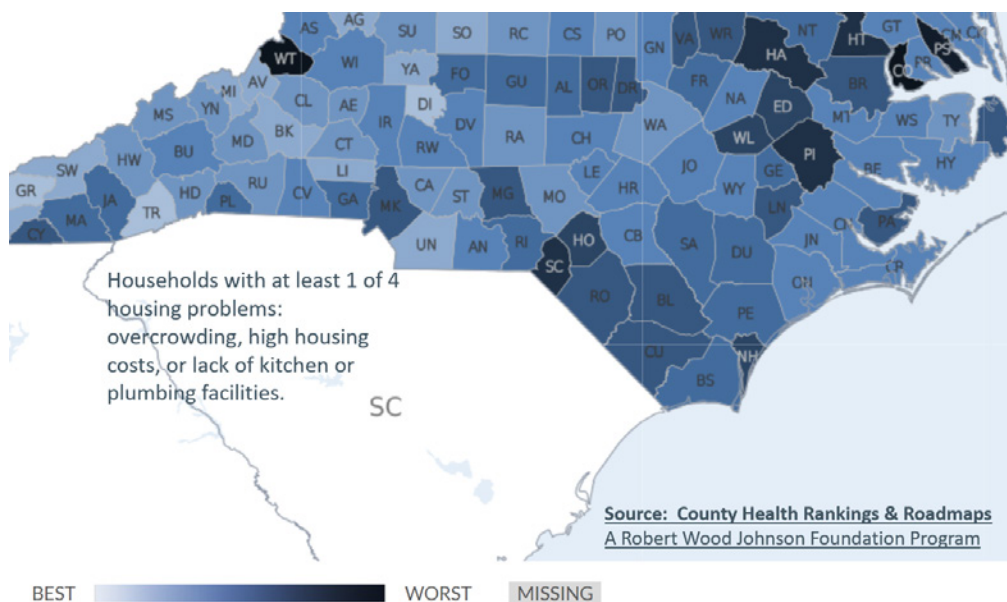 AS AG SU SO RC CS PO GN VA WR HA NT HT GT CM CK
WT WI YA FO GU AL OR DR FR NA ED BR CO PR PS
AV MI YN MS CL AE DI IR DV RA CH WA WL PI MT WS TY
SW HW BU MD BK CT RW LE JO WY GE BE HY
GR JA HD RU LI CA ST MG MO HR LN PA
CY MA TR PL CV GA MK UN AN RI HO CB SA DU JN ON
SC RO BL PE
CU NH BS
Households with at least 1 of 4
housing problems:
overcrowding, high housing
costs, or lack of kitchen or
plumbing facilities.
SC
Source: County Health Rankings & Roadmaps
A Robert Wood Johnson Foundation Program
BEST WORST MISSING